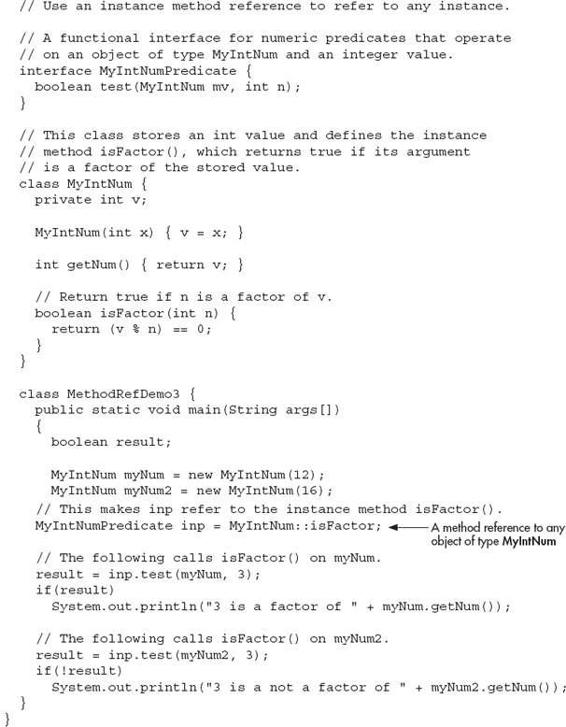 // Use an instance method reference to refer to any instance.

// A functional interface for numeric predicates that operate
// on an object of type MyIntNum and an integer value.
interface MyIntNumPredicate {
  boolean test(MyIntNum mv, int n);
}

// This class stores an int value and defines the instance
// method isFactor(), which returns true if its argument
// is a factor of the stored value.
class MyIntNum {
  private int v;

  MyIntNum(int x) { v = x; }

  int getNum() { return v; }

  // Return true if n is a factor of v.
  boolean isFactor(int n) {
    return (v % n) == 0;
  }
}

class MethodRefDemo3 {
  public static void main(String args[])
  {
    boolean result;

    MyIntNum myNum = new MyIntNum(12);
    MyIntNum myNum2 = new MyIntNum(16);
  // This makes inp refer to the instance method isFactor().
  MyIntNumPredicate inp = MyIntNum::isFactor;
A method reference to any
object of type MyIntNum

  // The following calls isFactor() on myNum.
  result = inp.test(myNum, 3);
  if(result)
    System.out.println("3 is a factor of " + myNum.getNum());

  // The following calls isFactor() on myNum2.
  result = inp.test(myNum2, 3);
  if(!result)
    System.out.println("3 is a not a factor of " + myNum2.getNum());
  }
}